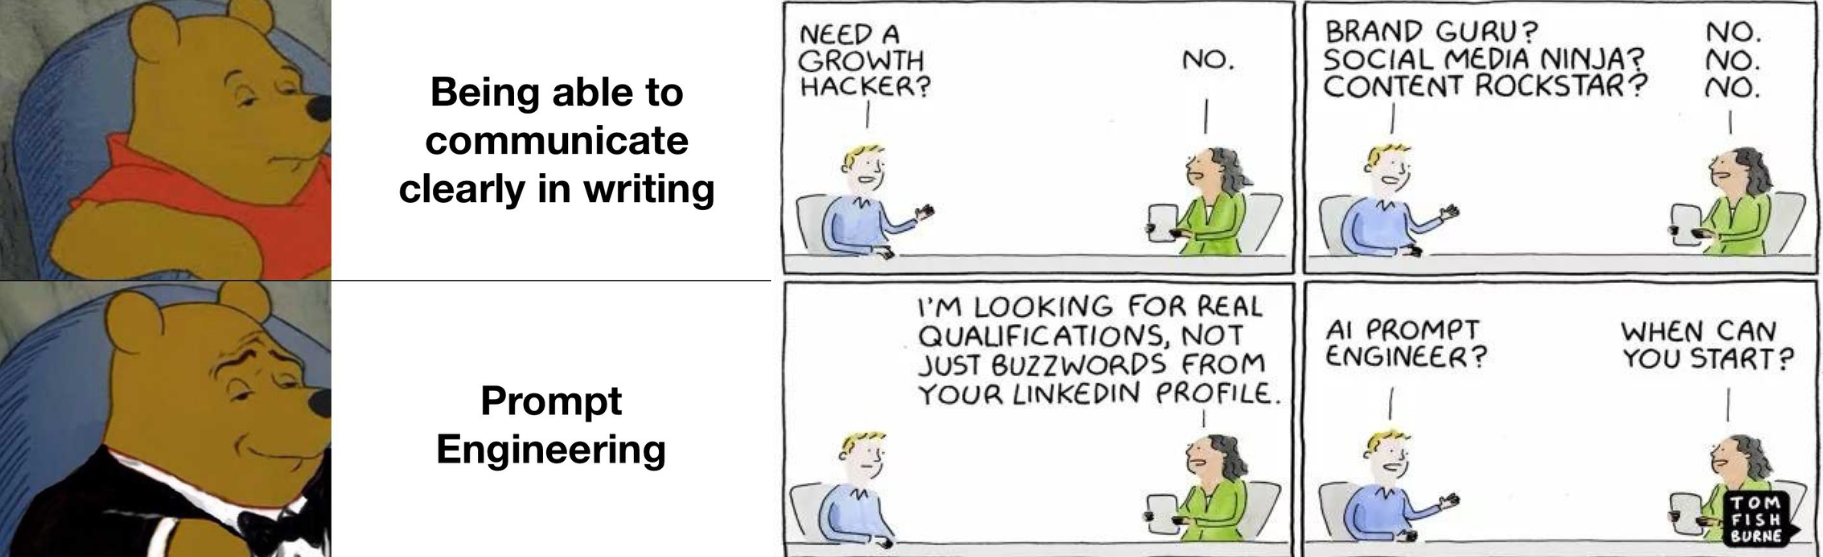 Being able to
communicate
clearly in writing
Prompt
Engineering
NEED A
GROWTH
HACKER?
NO.
BRAND GURU?
SOCIAL MEDIA NINJA?
CONTENT ROCKSTAR?
NO.
NO.
NO.
I'M LOOKING FOR REAL
QUALIFICATIONS, NOT
JUST BUZZWORDS FROM
YOUR LINKEDIN PROFILE.
AI PROMPT
ENGINEER?
WHEN CAN
YOU START?
TOM
FISH
BURNE